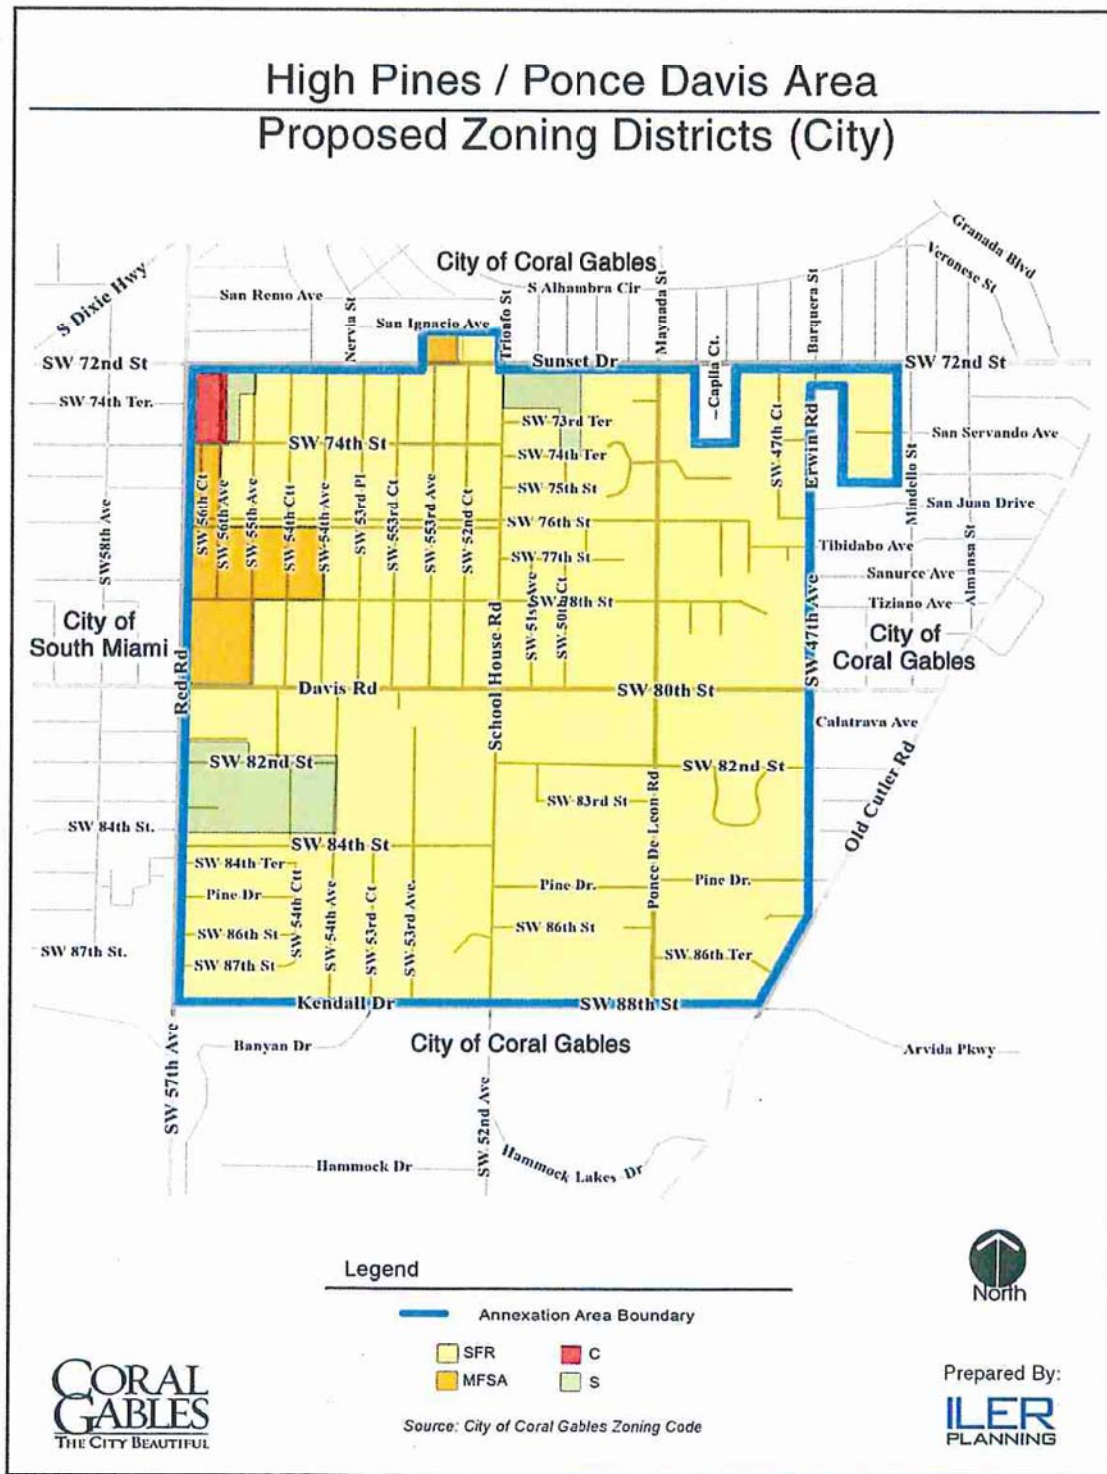 High Pines / Ponce Davis Area
Proposed Zoning Districts (City)
Granada Blvd
Veronese St
City of Coral Gables
S Alhambra Cir
S Dixie Hwy
San Remo Ave
Nervia St
San Ignacio Ave
Trionfo St
Maynada St
Barquera St
SW 72nd St
Sunset Dr
Caplla Ct.
SW 72nd St
SW 74th Ter.
SW 73rd Ter
SW 47th Ct
Erwin Rd
San Servando Ave
SW 74th St
SW 74th Ter
Mindello St
SW58th Ave
SW 56th Ct
SW 56th Ave
SW 55th Ave
SW 54th Ctt
SW 54th Ave
SW 53rd Pl
SW 553rd Ct
SW 553rd Ave
SW 52nd Ct
SW 75th St
San Juan Drive
SW 76th St
Tibidabo Ave
Almansa St
SW 77th St
Sanurce Ave
SW 51st Ave
SW 50th Ct
SW 78th St
Tiziano Ave
City of
South Miami
City of
Coral Gables
Red Rd
School House Rd
SW 47th Ave
Davis Rd
SW 80th St
Calatrava Ave
SW 82nd St
SW 82nd St
Old Cutler Rd
SW 83rd St
Ponce De Leon Rd
SW 84th St.
SW 84th St
SW 84th Ter
Pine Dr
SW 54th Ctt
SW 54th Ave
SW 53rd Ct
SW 53rd Ave.
Pine Dr.
Pine Dr.
SW 86th St
SW 86th St
SW 87th St.
SW 87th St
SW 86th Ter
Kendall Dr
SW 88th St
Banyan Dr
City of Coral Gables
Arvida Pkwy
SW 57th Ave
SW 52nd Ave
Hammock Dr
Hammock Lakes Dr
Legend
North
Annexation Area Boundary
SFR
C
MFSA
S
Source: City of Coral Gables Zoning Code
CORAL
GABLES
THE CITY BEAUTIFUL
Prepared By:
ILER
PLANNING